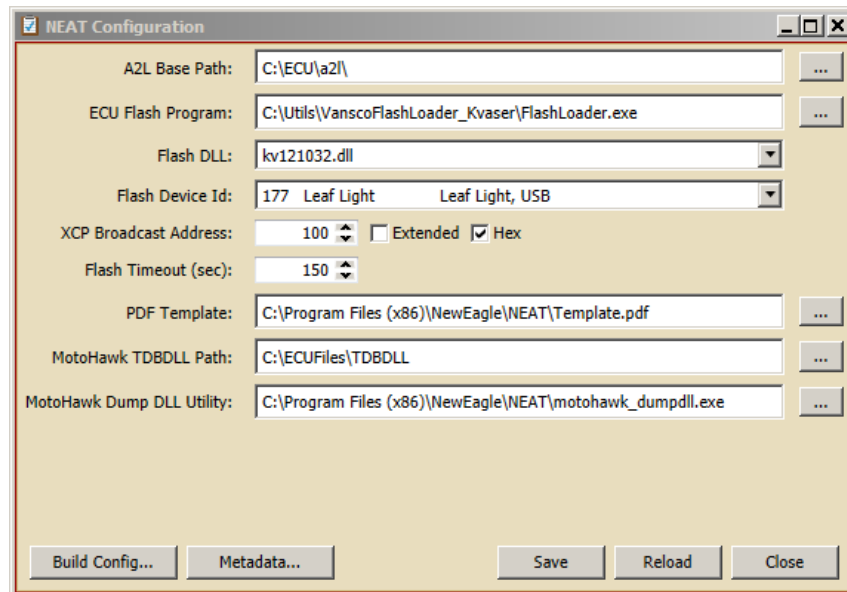 NEAT Configuration
A2L Base Path: C:\ECU\a2l\ ...
ECU Flash Program: C:\Utils\VanscoFlashLoader_Kvaser\FlashLoader.exe ...
Flash DLL: kv121032.dll
Flash Device Id: 177 Leaf Light Leaf Light, USB
XCP Broadcast Address: 100 Extended Hex
Flash Timeout (sec): 150
PDF Template: C:\Program Files (x86)\NewEagle\NEAT\Template.pdf ...
MotoHawk TDBDLL Path: C:\ECUFiles\TDBDLL ...
MotoHawk Dump DLL Utility: C:\Program Files (x86)\NewEagle\NEAT\motohawk_dumpdll.exe ...
Build Config... Metadata... Save Reload Close